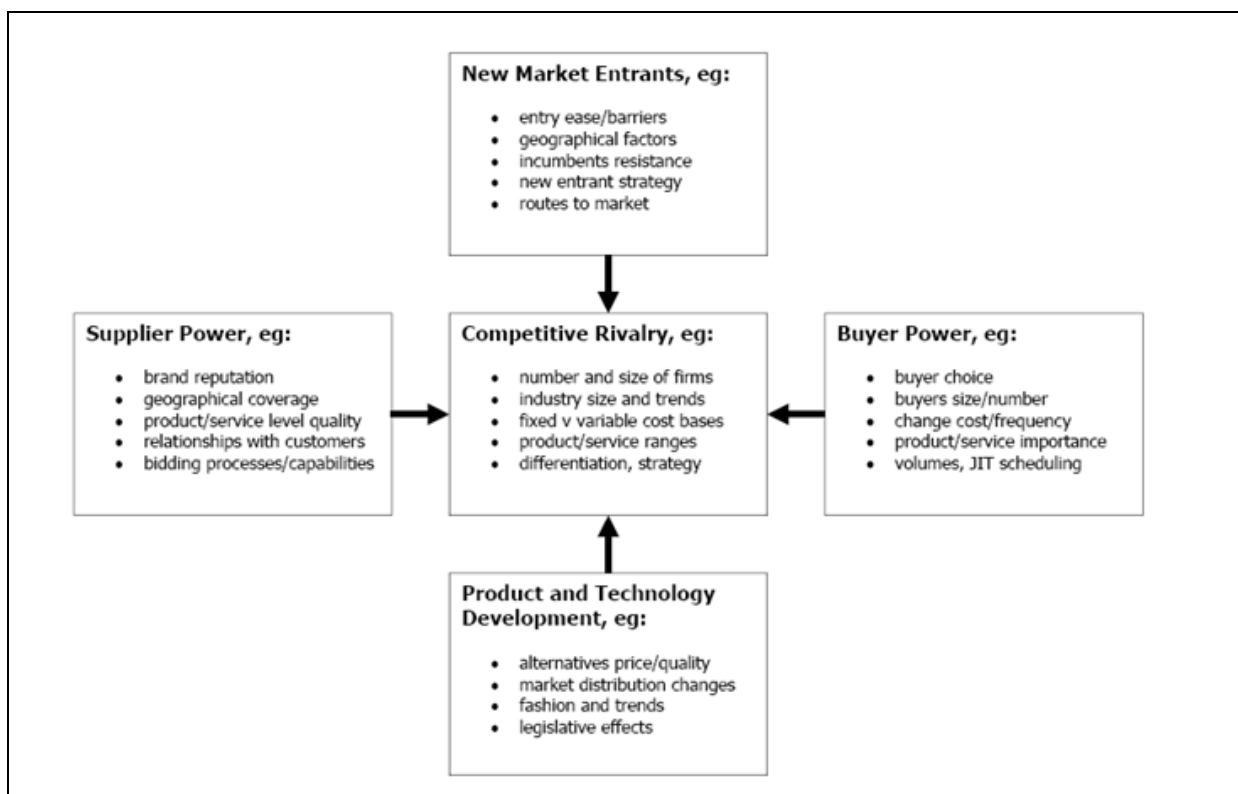 New Market Entrants, eg:
• entry ease/barriers
• geographical factors
• incumbents resistance
• new entrant strategy
• routes to market
Supplier Power, eg:
• brand reputation
• geographical coverage
• product/service level quality
• relationships with customers
• bidding processes/capabilities
Competitive Rivalry, eg:
• number and size of firms
• industry size and trends
• fixed v variable cost bases
• product/service ranges
• differentiation, strategy
Buyer Power, eg:
• buyer choice
• buyers size/number
• change cost/frequency
• product/service importance
• volumes, JIT scheduling
Product and Technology
Development, eg:
• alternatives price/quality
• market distribution changes
• fashion and trends
• legislative effects